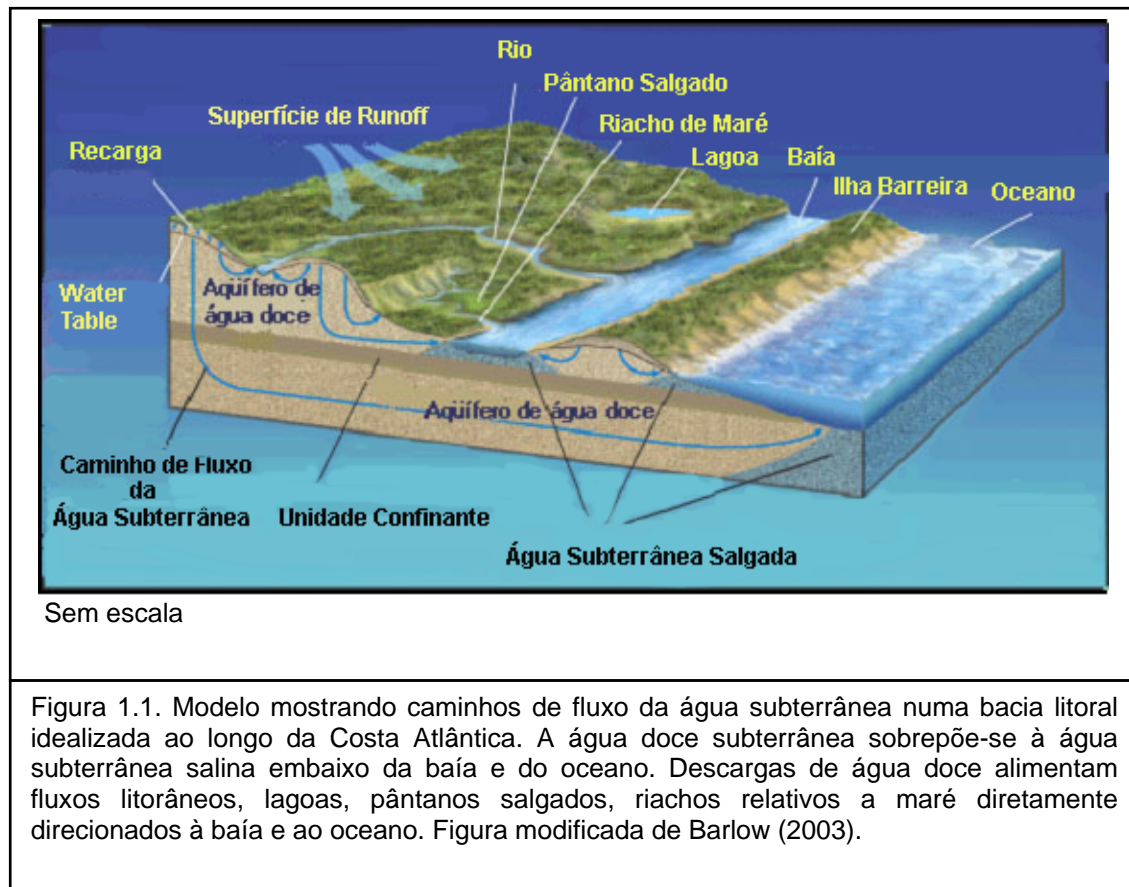 Rio
Pântano Salgado
Superfície de Runoff
Riacho de Maré
Recarga
Lagoa
Baía
Ilha Barreira
Oceano
Water
Table
Aqüífero de
água doce
Aqüífero de água doce
Caminho de Fluxo
da
Água Subterrânea
Unidade Confinante
Água Subterrânea Salgada
Sem escala
Figura 1.1. Modelo mostrando caminhos de fluxo da água subterrânea numa bacia litoral
idealizada ao longo da Costa Atlântica. A água doce subterrânea sobrepõe-se à água
subterrânea salina embaixo da baía e do oceano. Descargas de água doce alimentam
fluxos litorâneos, lagoas, pântanos salgados, riachos relativos a maré diretamente
direcionados à baía e ao oceano. Figura modificada de Barlow (2003).